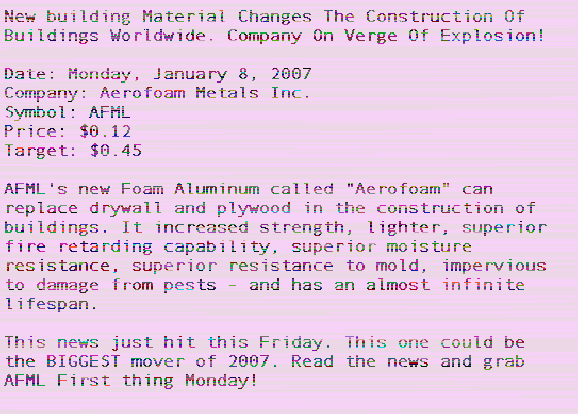 New building Material Changes The Construction Of
Buildings Worldwide. Company On Verge Of Explosion!
Date: Monday, January 8, 2007
Company: Aerofoam Metals Inc.
Symbol: AFML
Price: $0.12
Target: $0.45
AFML's new Foam Aluminum called "Aerofoam" can
replace drywall and plywood in the construction of
buildings. It increased strength, lighter, superior
fire retarding capability, superior moisture
resistance, superior resistance to mold, impervious
to damage from pests - and has an almost infinite
lifespan.
This news just hit this Friday. This one could be
the BIGGEST mover of 2007. Read the news and grab
AFML First thing Monday!